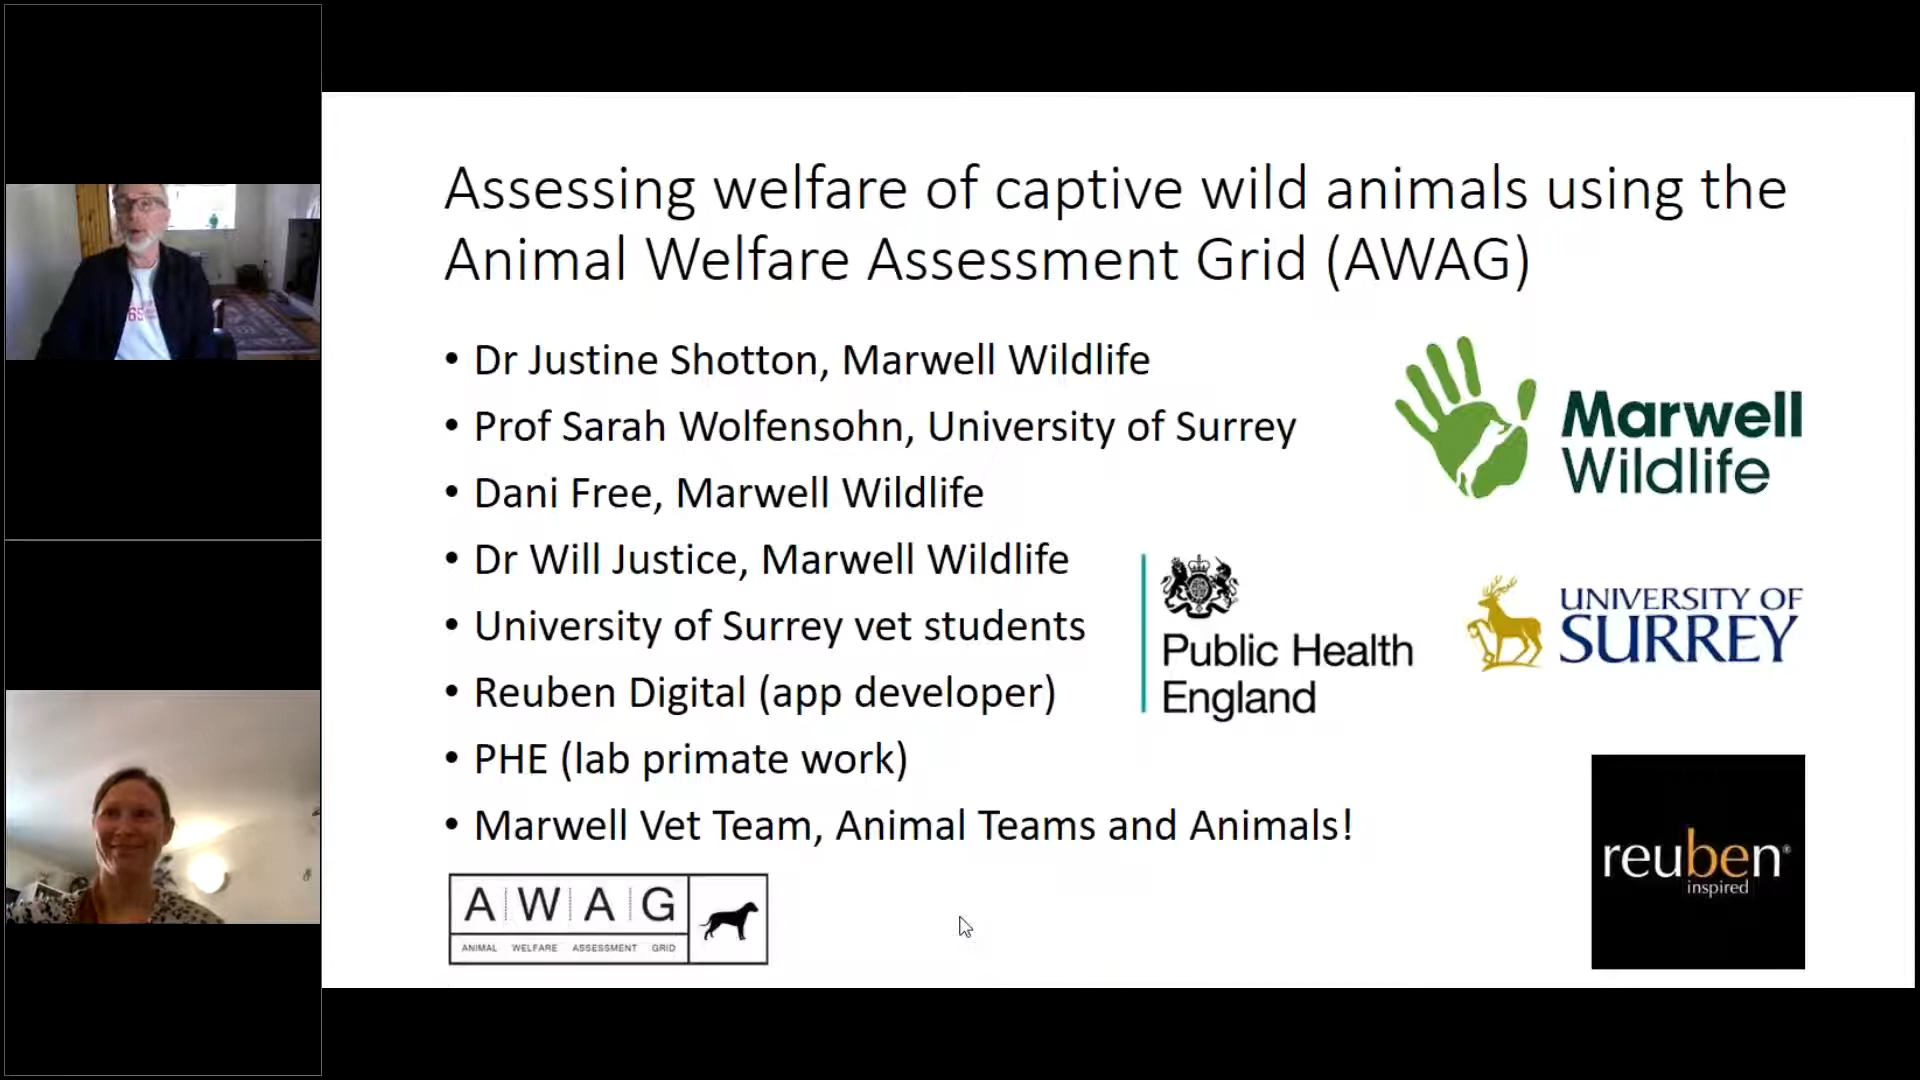 Assessing welfare of captive wild animals using the
Animal Welfare Assessment Grid (AWAG)
• Dr Justine Shotton, Marwell Wildlife
• Prof Sarah Wolfensohn, University of Surrey
• Dani Free, Marwell Wildlife
• Dr Will Justice, Marwell Wildlife
• University of Surrey vet students
• Reuben Digital (app developer)
• PHE (lab primate work)
• Marwell Vet Team, Animal Teams and Animals!
Marwell
Wildlife
Public Health
England
UNIVERSITY OF
SURREY
reuben®
inspired
A W A G
ANIMAL WELFARE ASSESSMENT GRID